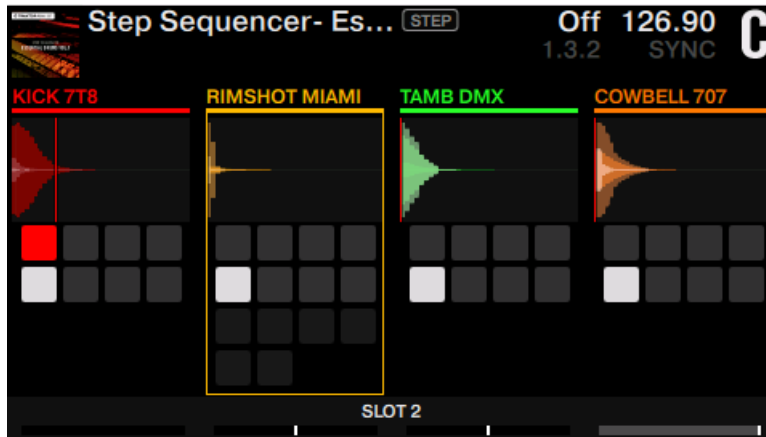 Step Sequencer- Es... STEP Off 126.90 C
1.3.2 SYNC
KICK 7T8 RIMSHOT MIAMI TAMB DMX COWBELL 707
SLOT 2